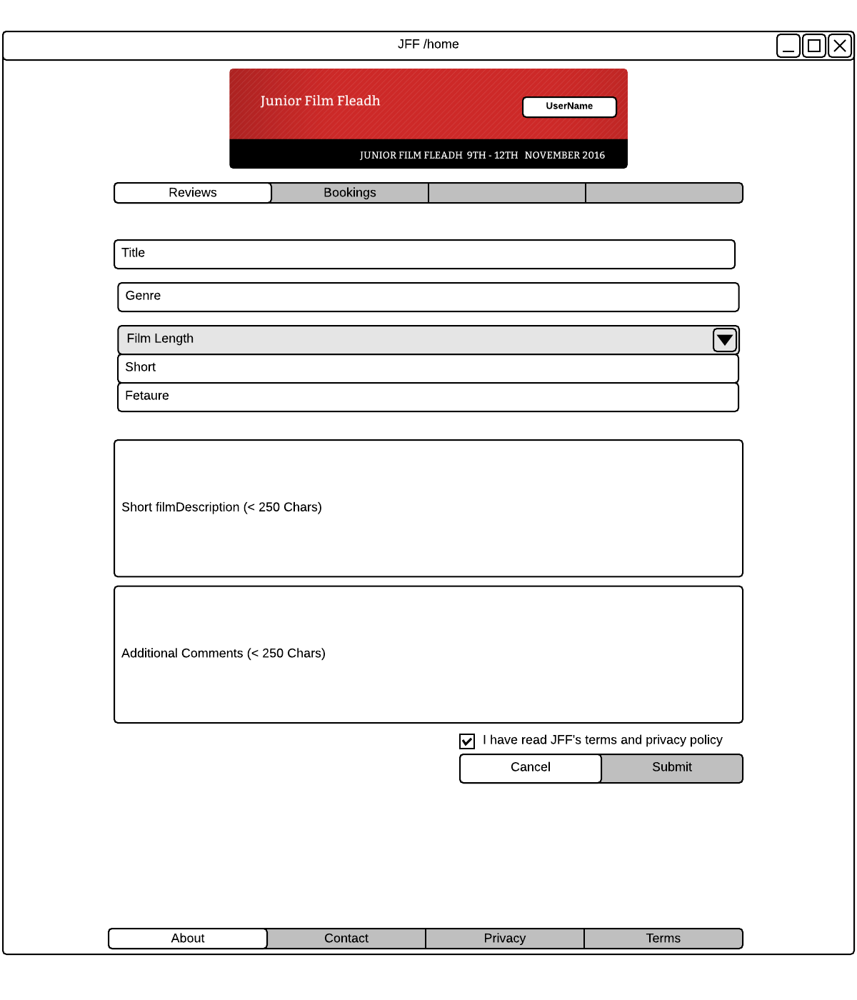 JFF /home
Junior Film Fleadh
UserName
JUNIOR FILM FLEADH 9TH - 12TH NOVEMBER 2016
Reviews Bookings
Title
Genre
Film Length
Short
Fetaure
Short filmDescription (< 250 Chars)
Additional Comments (< 250 Chars)
I have read JFF's terms and privacy policy
Cancel Submit
About Contact Privacy Terms